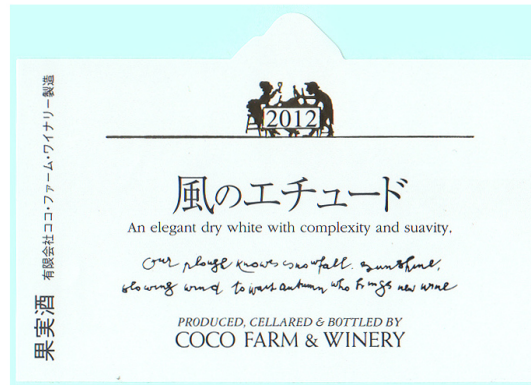 2012
風のエチュード
An elegant dry white with complexity and suavity.
Our plouge knows snowfall. sunshine,
blowing wind to wait autumn who brings new wine
PRODUCED, CELLARED & BOTTLED BY
COCO FARM & WINERY
果実酒 有限会社ココ・ファーム・ワイナリー製造